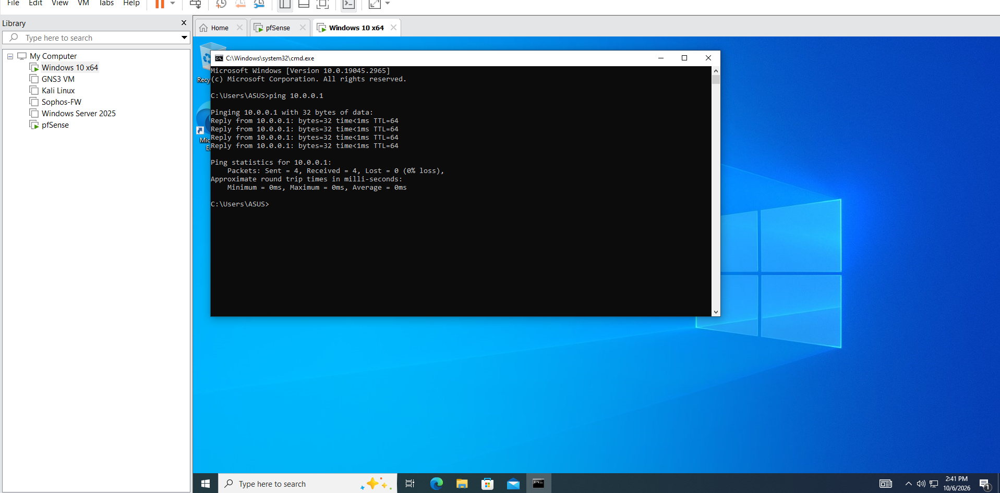 File Edit View VM Tabs Help
Library
Type here to search
My Computer
Windows 10 x64
GNS3 VM
Kali Linux
Sophos-FW
Windows Server 2025
pfSense
Home
pfSense
Windows 10 x64
Recy
Mic
E
C:\Windows\system32\cmd.exe
Microsoft Windows [Version 10.0.19045.2965]
(c) Microsoft Corporation. All rights reserved.
C:\Users\ASUS>ping 10.0.0.1
Pinging 10.0.0.1 with 32 bytes of data:
Reply from 10.0.0.1: bytes=32 time<1ms TTL=64
Reply from 10.0.0.1: bytes=32 time<1ms TTL=64
Reply from 10.0.0.1: bytes=32 time<1ms TTL=64
Reply from 10.0.0.1: bytes=32 time<1ms TTL=64
Ping statistics for 10.0.0.1:
Packets: Sent = 4, Received = 4, Lost = 0 (0% loss),
Approximate round trip times in milli-seconds:
Minimum = 0ms, Maximum = 0ms, Average = 0ms
C:\Users\ASUS>
Type here to search
2:41 PM
10/6/2026
1